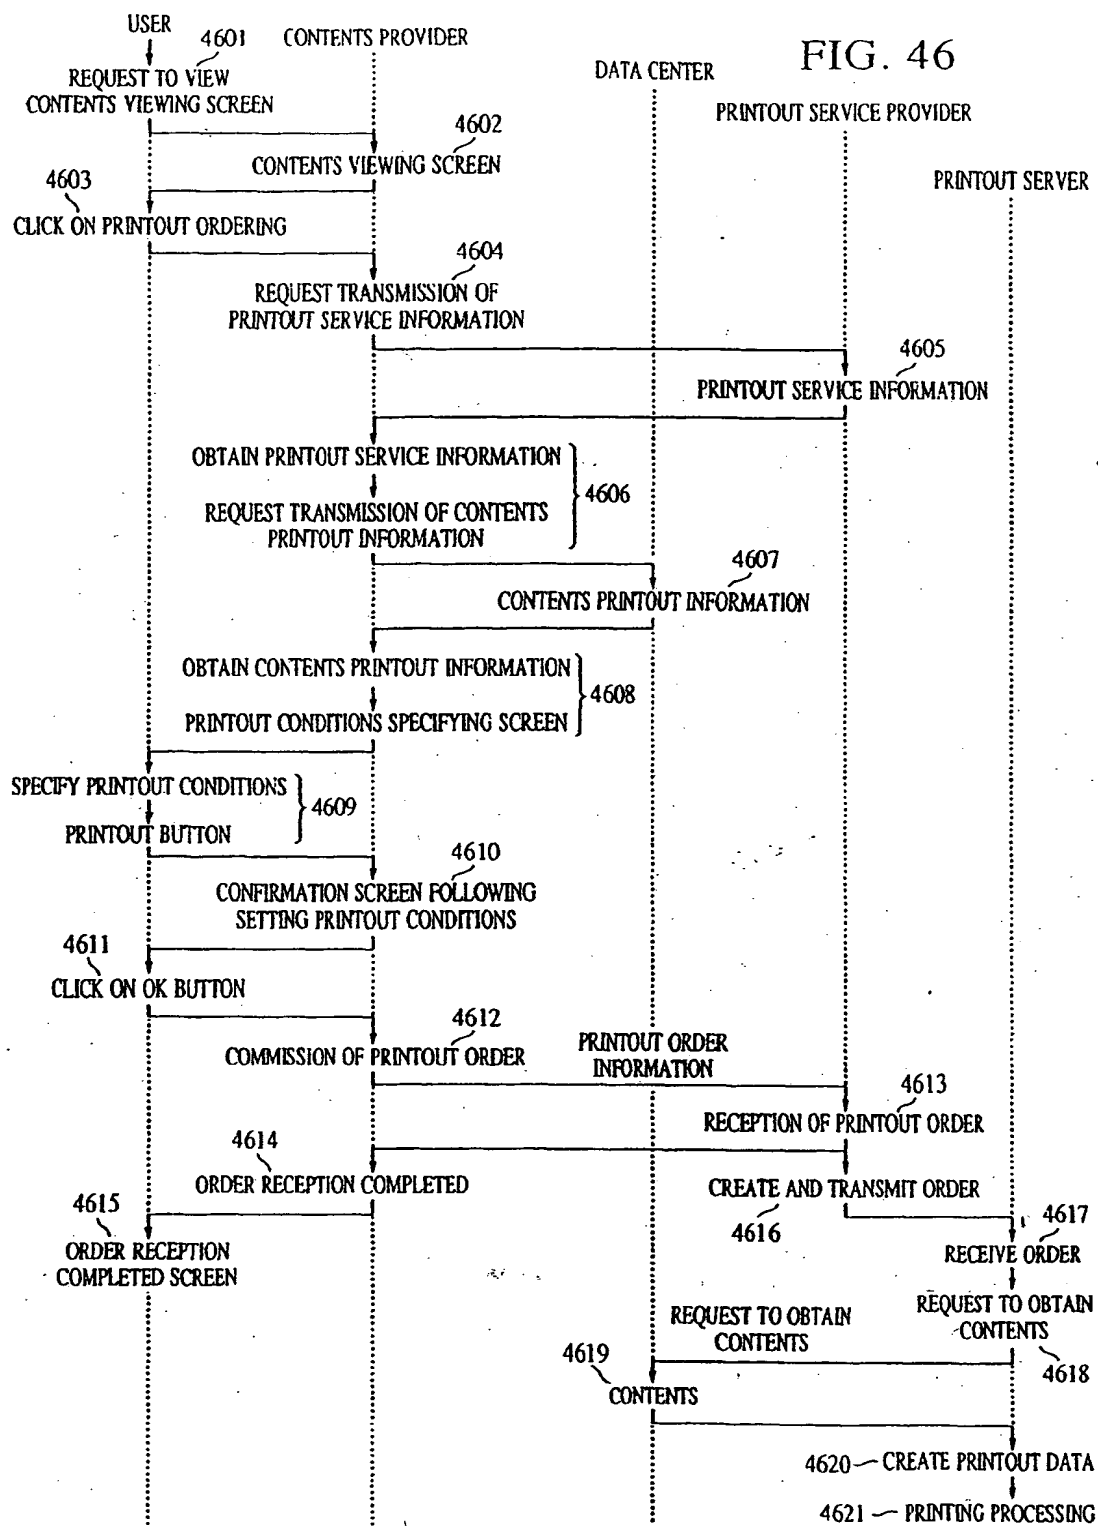 FIG. 46
USER
CONTENTS PROVIDER
DATA CENTER
PRINTOUT SERVICE PROVIDER
PRINTOUT SERVER
4601
REQUEST TO VIEW
CONTENTS VIEWING SCREEN
4602
CONTENTS VIEWING SCREEN
4603
CLICK ON PRINTOUT ORDERING
4604
REQUEST TRANSMISSION OF
PRINTOUT SERVICE INFORMATION
4605
PRINTOUT SERVICE INFORMATION
OBTAIN PRINTOUT SERVICE INFORMATION
4606
REQUEST TRANSMISSION OF CONTENTS
PRINTOUT INFORMATION
4607
CONTENTS PRINTOUT INFORMATION
OBTAIN CONTENTS PRINTOUT INFORMATION
4608
PRINTOUT CONDITIONS SPECIFYING SCREEN
SPECIFY PRINTOUT CONDITIONS
4609
PRINTOUT BUTTON
4610
CONFIRMATION SCREEN FOLLOWING
SETTING PRINTOUT CONDITIONS
4611
CLICK ON OK BUTTON
4612
COMMISSION OF PRINTOUT ORDER
PRINTOUT ORDER
INFORMATION
4613
RECEPTION OF PRINTOUT ORDER
4614
ORDER RECEPTION COMPLETED
4615
ORDER RECEPTION
COMPLETED SCREEN
CREATE AND TRANSMIT ORDER
4616
4617
RECEIVE ORDER
REQUEST TO OBTAIN
CONTENTS
4618
REQUEST TO OBTAIN
CONTENTS
4619
CONTENTS
4620
CREATE PRINTOUT DATA
4621
PRINTING PROCESSING